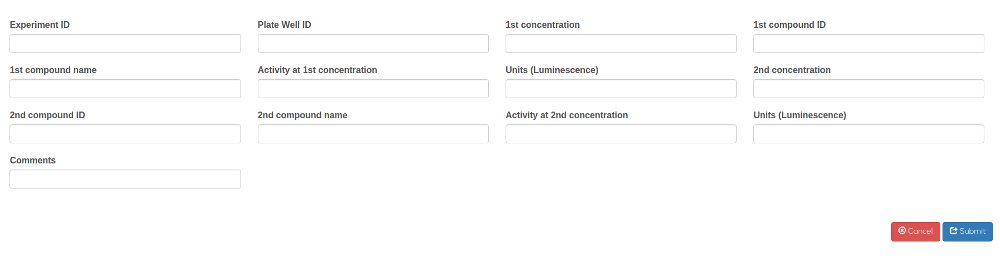 Experiment ID
Plate Well ID
1st concentration
1st compound ID
1st compound name
Activity at 1st concentration
Units (Luminescence)
2nd concentration
2nd compound ID
2nd compound name
Activity at 2nd concentration
Units (Luminescence)
Comments
Cancel
Submit